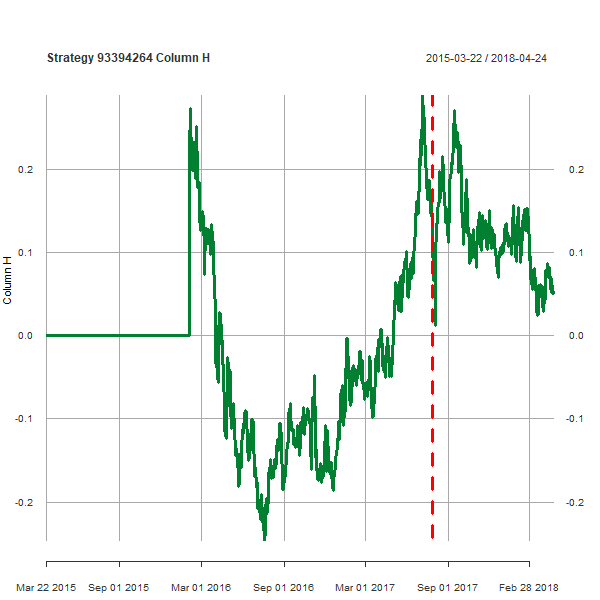 Strategy 93394264 Column H
2015-03-22 / 2018-04-24
0.2
0.2
0.1
0.1
Column H
0.0
0.0
-0.1
-0.1
-0.2
-0.2
Mar 22 2015
Sep 01 2015
Mar 01 2016
Sep 01 2016
Mar 01 2017
Sep 01 2017
Feb 28 2018